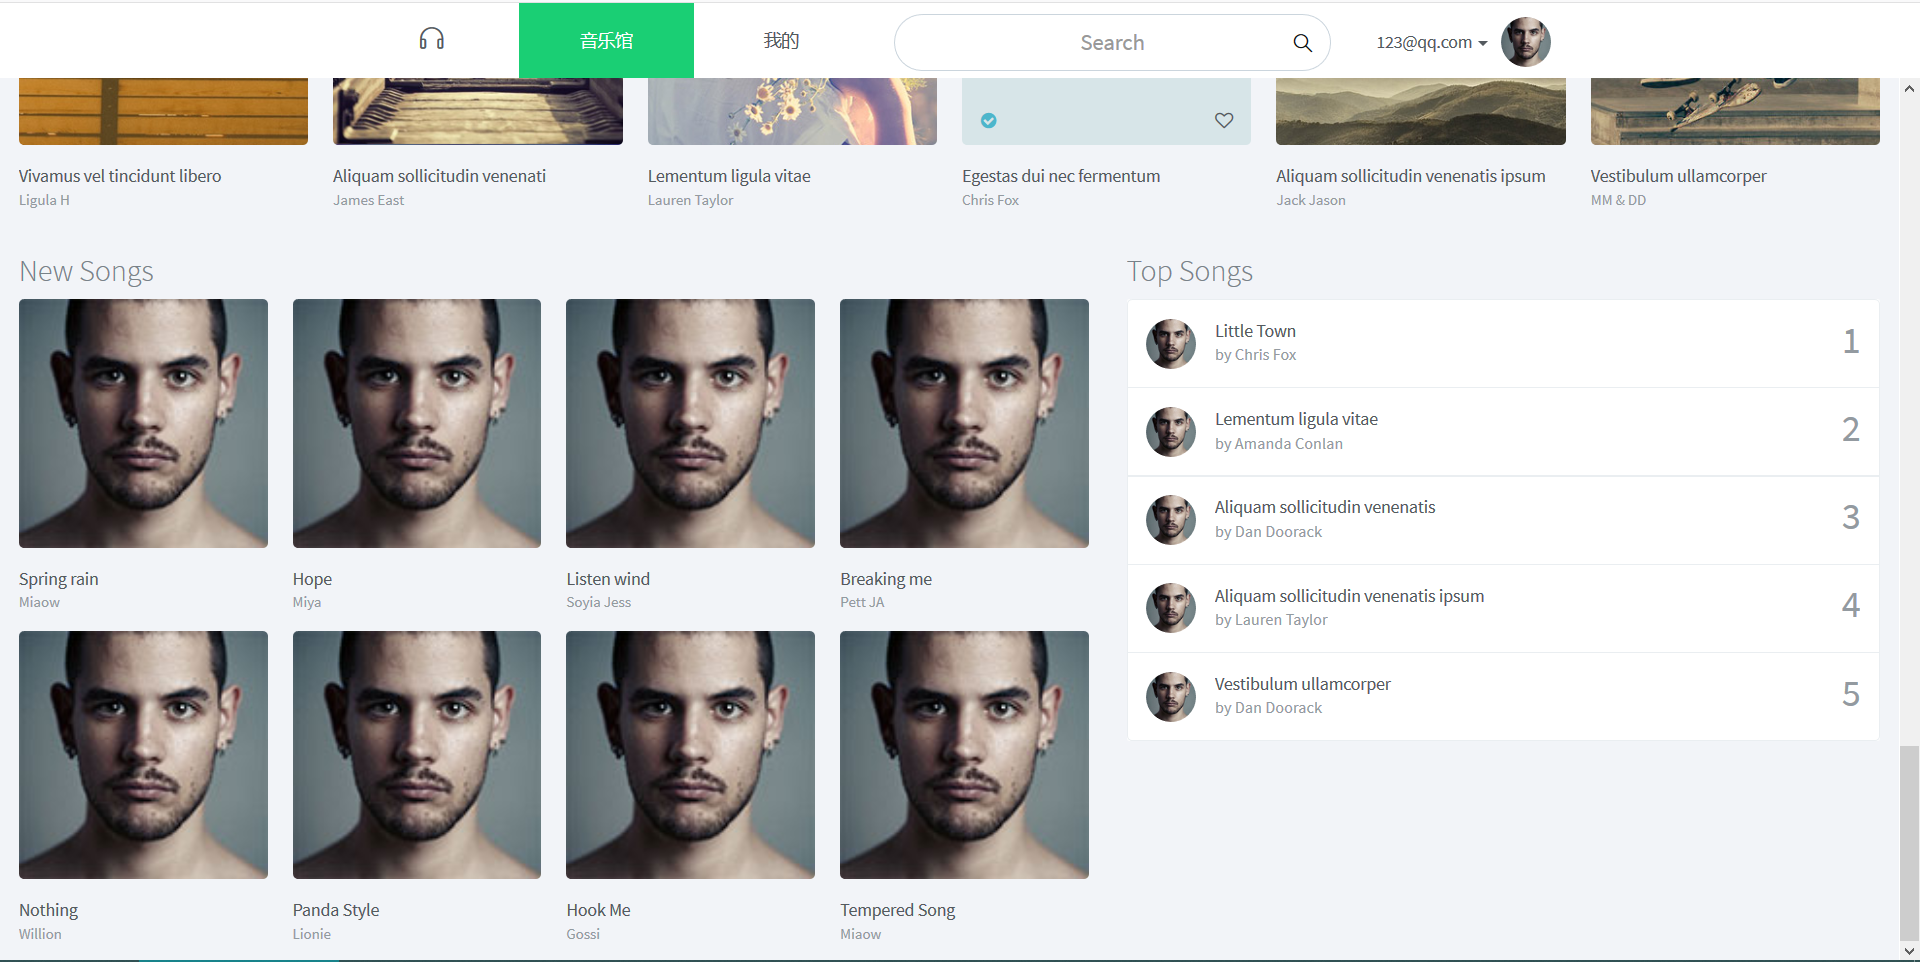 音乐馆
我的
Search
123@qq.com
Vivamus vel tincidunt libero
Ligula H
Aliquam sollicitudin venenati
James East
Lementum ligula vitae
Lauren Taylor
Egestas dui nec fermentum
Chris Fox
Aliquam sollicitudin venenatis ipsum
Jack Jason
Vestibulum ullamcorper
MM & DD
New Songs
Spring rain
Miaow
Hope
Miya
Listen wind
Soyia Jess
Breaking me
Pett JA
Nothing
Willion
Panda Style
Lionie
Hook Me
Gossi
Tempered Song
Miaow
Top Songs
Little Town
by Chris Fox
1
Lementum ligula vitae
by Amanda Conlan
2
Aliquam sollicitudin venenatis
by Dan Doorack
3
Aliquam sollicitudin venenatis ipsum
by Lauren Taylor
4
Vestibulum ullamcorper
by Dan Doorack
5